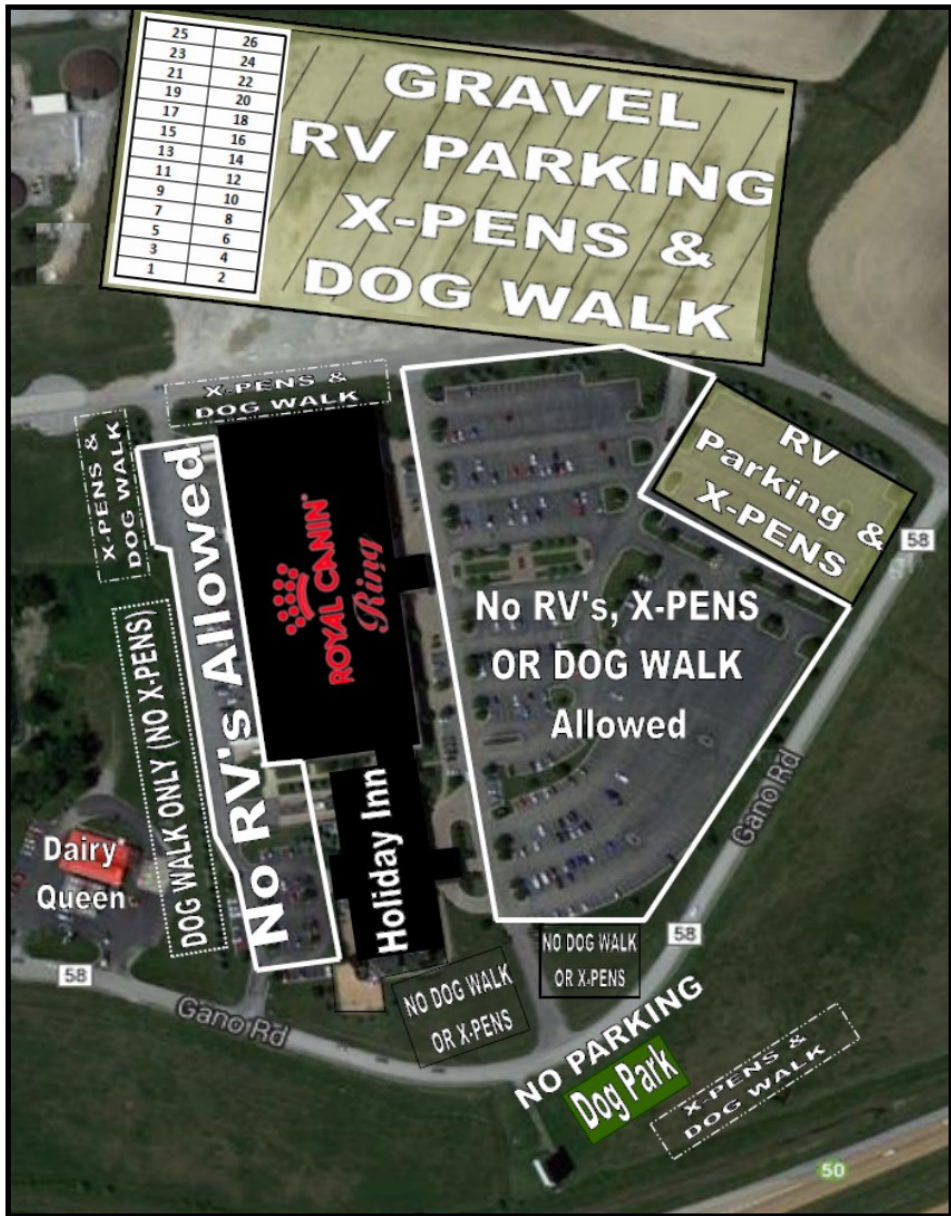 25 26
23 24
21 22
19 20
17 18
15 16
13 14
11 12
9 10
7 8
5 6
3 4
1 2
GRAVEL
RV PARKING
X-PENS &
DOG WALK
X-PENS &
DOG WALK
X-PENS &
DOG WALK
RV
Parking &
X-PENS
58
No RV's Allowed
ROYAL CANIN®
Ring
No RV's, X-PENS
OR DOG WALK
Allowed
DOG WALK ONLY (NO X-PENS)
Gano Rd
Dairy
Queen
Holiday Inn
58
58
NO DOG WALK
OR X-PENS
NO DOG WALK
OR X-PENS
Gano Rd
NO PARKING
Dog Park
X-PENS &
DOG WALK
50